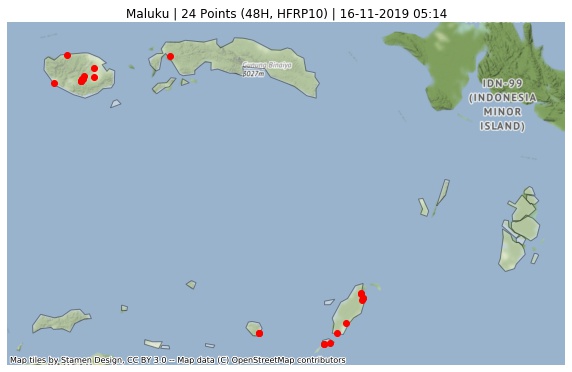 Maluku | 24 Points (48H, HFRP10) | 16-11-2019 05:14
Gunung Binaiya
3027m
IDN-99
(INDONESIA
MINOR
ISLAND)
Map tiles by Stamen Design, CC BY 3.0 -- Map data (C) OpenStreetMap contributors